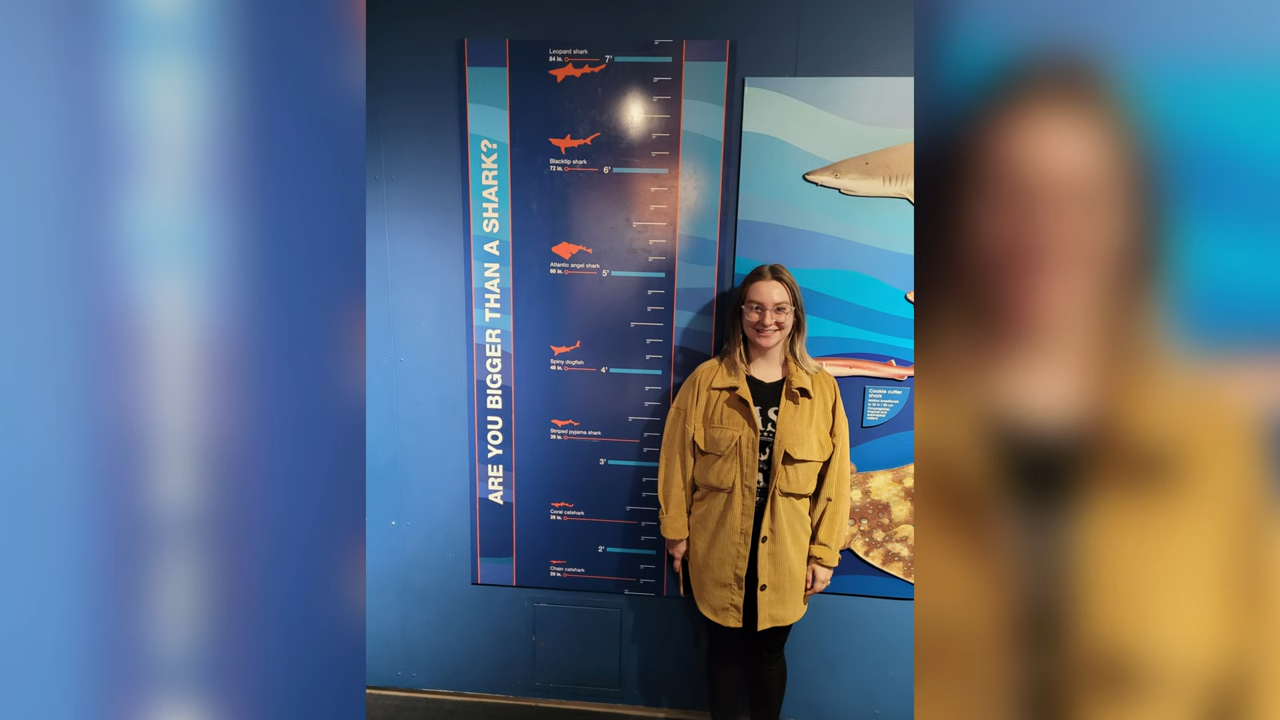 ARE YOU BIGGER THAN A SHARK?
Leopard shark
84 in.
7'
Blacktip shark
72 in.
6'
Atlantic angel shark
60 in.
5'
Spiny dogfish
48 in.
4'
Striped pyjama shark
39 in.
3'
Coral catshark
28 in.
2'
Chain catshark
20 in.
Cookie cutter
shark